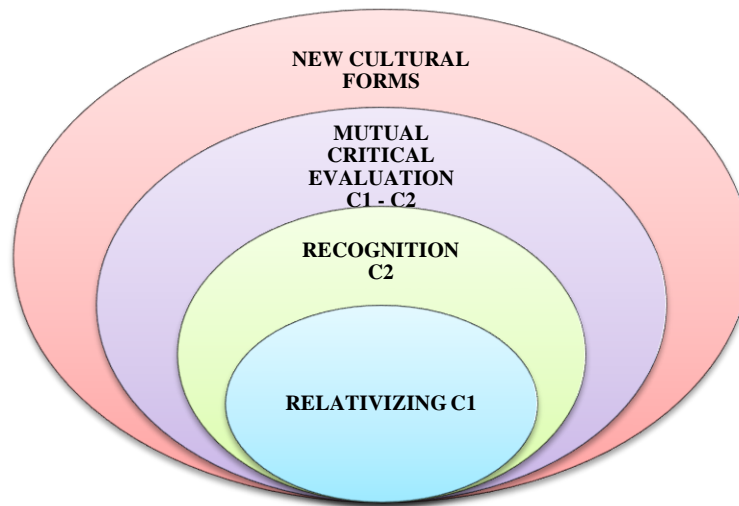 NEW CULTURAL
FORMS
MUTUAL
CRITICAL
EVALUATION
C1 - C2
RECOGNITION
C2
RELATIVIZING C1